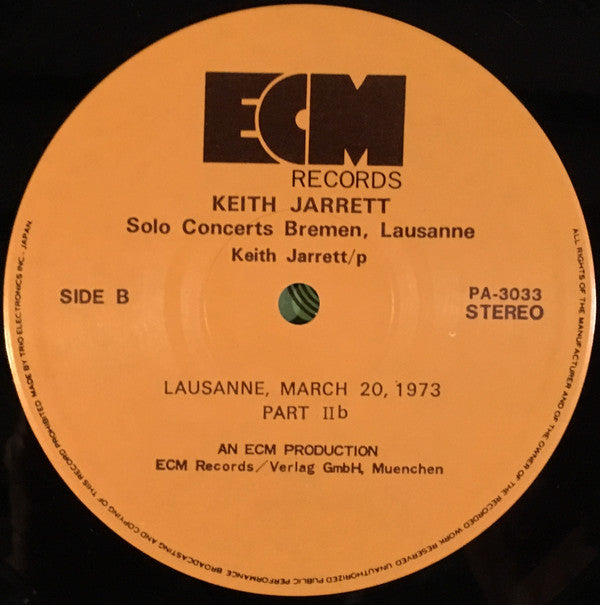 ECM
RECORDS
KEITH JARRETT
Solo Concerts Bremen, Lausanne
Keith Jarrett/p
SIDE B
PA-3033
STEREO
LAUSANNE, MARCH 20, 1973
PART IIb
AN ECM PRODUCTION
ECM Records/Verlag GmbH, Muenchen
ALL RIGHTS OF THE MANUFACTURER AND OF THE OWNER OF THE RECORDED WORK RESERVED UNAUTHORIZED PUBLIC PERFORMANCE BROADCASTING AND COPYING OF THIS RECORD PROHIBITED MADE BY TRIO ELECTRONICS INC., JAPAN